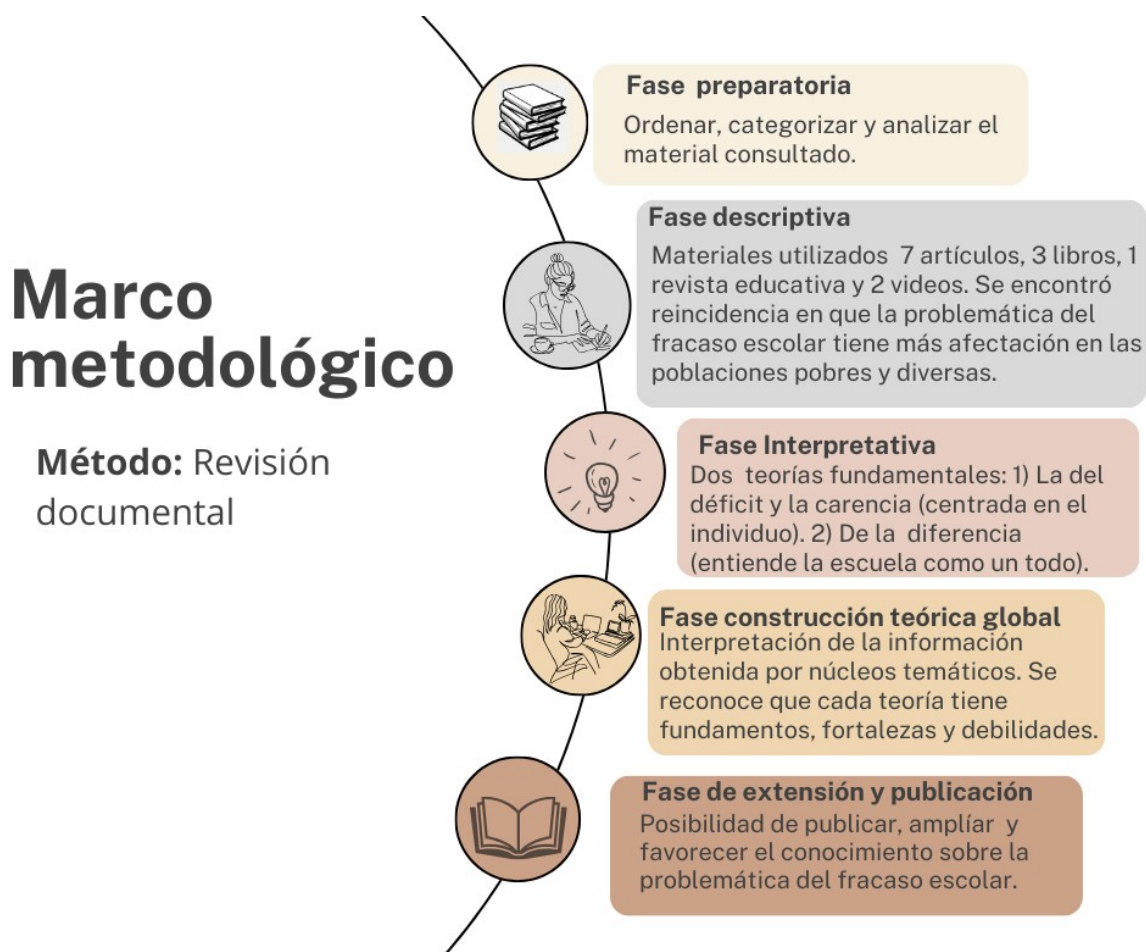 Marco
metodológico
Método: Revisión
documental
Fase preparatoria
Ordenar, categorizar y analizar el
material consultado.
Fase descriptiva
Materiales utilizados 7 artículos, 3 libros, 1
revista educativa y 2 videos. Se encontró
reincidencia en que la problemática del
fracaso escolar tiene más afectación en las
poblaciones pobres y diversas.
Fase Interpretativa
Dos teorías fundamentales: 1) La del
déficit y la carencia (centrada en el
individuo). 2) De la diferencia
(entiende la escuela como un todo).
Fase construcción teórica global
Interpretación de la información
obtenida por núcleos temáticos. Se
reconoce que cada teoría tiene
fundamentos, fortalezas y debilidades.
Fase de extensión y publicación
Posibilidad de publicar, amplíar y
favorecer el conocimiento sobre la
problemática del fracaso escolar.